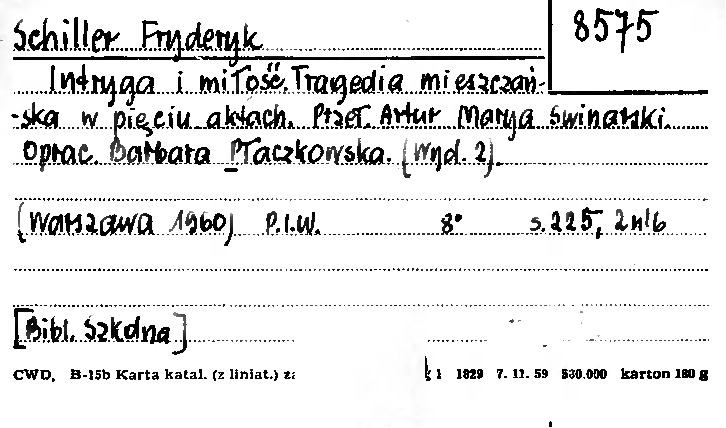 8575
Schiller Fryderyk
Intryga i miłość. Tragedia mieszczań-
-ska w pięciu aktach. Przeł. Artur Marya Swinarski.
Oprac. Barbara Płaczkowska. (Wyd. 2).
(Warszawa 1960) P.I.W. 8° s. 225, 2 nlb
[Bibl. Szkolna]
CWD, B-15b Karta katal. (z liniat.) 1 1829 7. 11. 59 530.000 karton 180 g